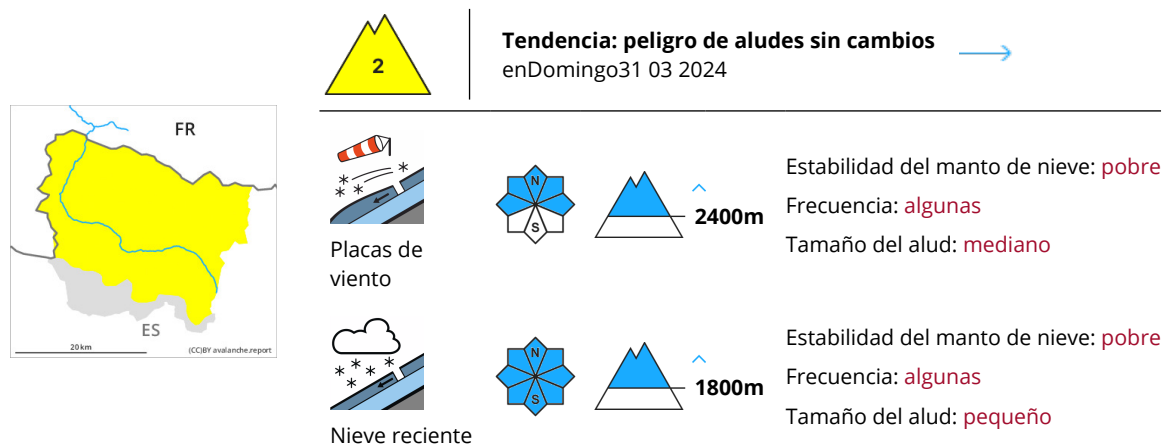 2
Tendencia: peligro de aludes sin cambios
enDomingo31 03 2024
FR
ES
20 km
(CC)BY avalanche.report
Placas de
viento
N
S
2400m
Estabilidad del manto de nieve: pobre
Frecuencia: algunas
Tamaño del alud: mediano
Nieve reciente
N
S
1800m
Estabilidad del manto de nieve: pobre
Frecuencia: algunas
Tamaño del alud: pequeño